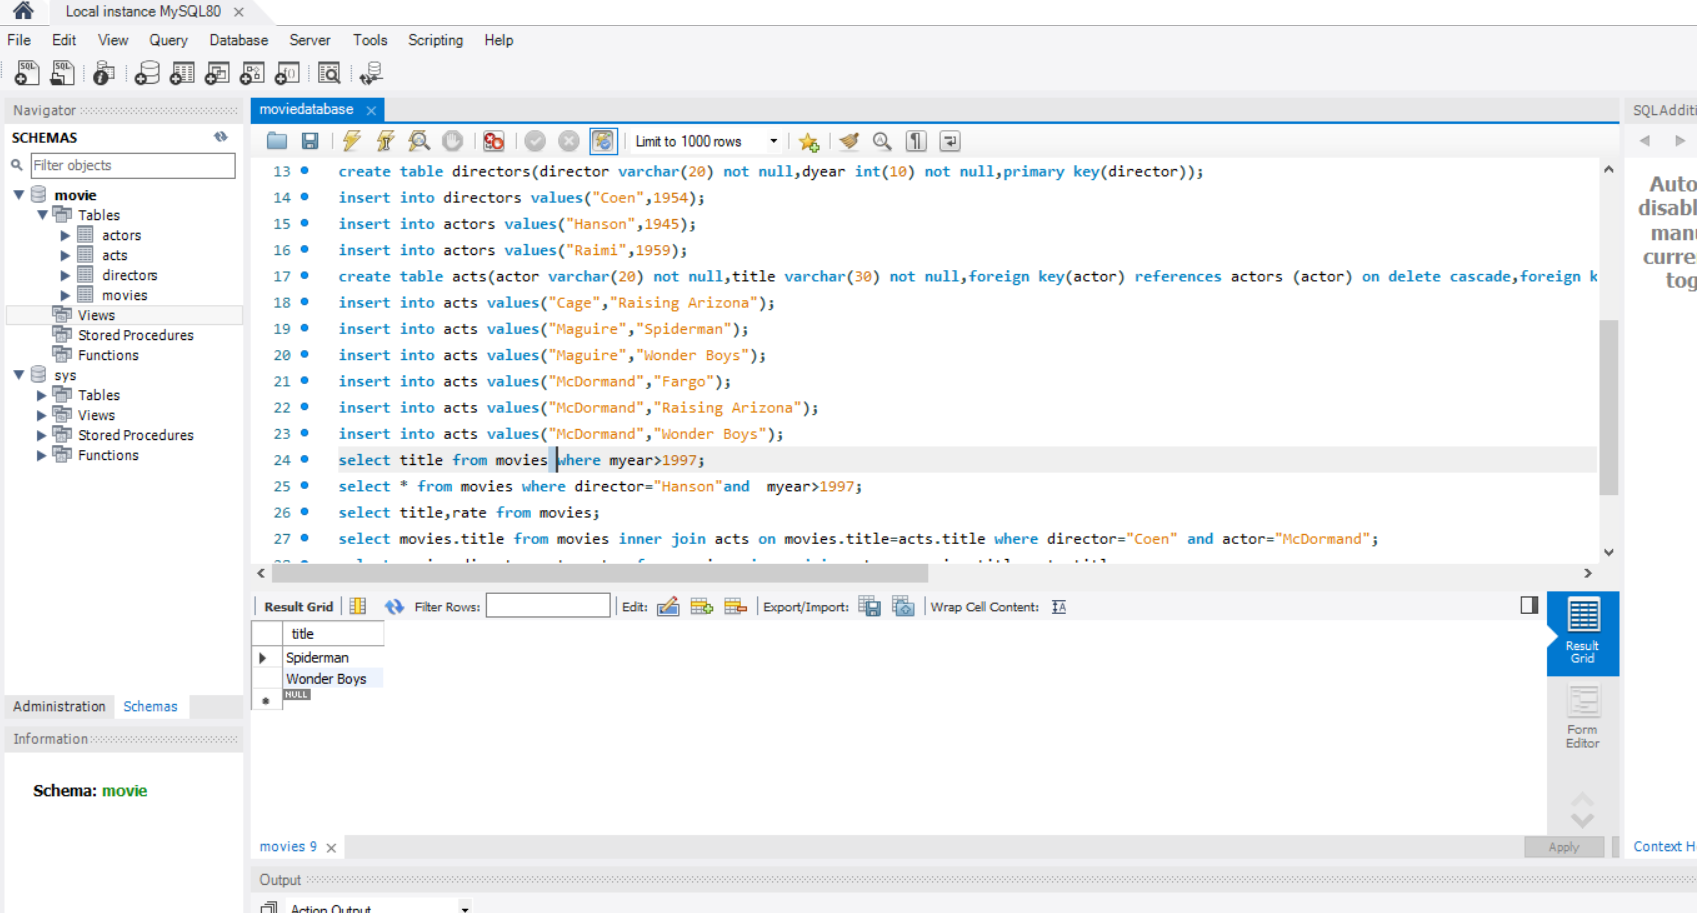 Local instance MySQL80
File Edit View Query Database Server Tools Scripting Help
Navigator
SCHEMAS
Filter objects
movie
Tables
actors
acts
directors
movies
Views
Stored Procedures
Functions
sys
Tables
Views
Stored Procedures
Functions
Administration Schemas
Information
Schema: movie
moviedatabase
Limit to 1000 rows
13 create table directors(director varchar(20) not null,dyear int(10) not null,primary key(director));
14 insert into directors values("Coen",1954);
15 insert into actors values("Hanson",1945);
16 insert into actors values("Raimi",1959);
17 create table acts(actor varchar(20) not null,title varchar(30) not null,foreign key(actor) references actors (actor) on delete cascade,foreign k
18 insert into acts values("Cage","Raising Arizona");
19 insert into acts values("Maguire","Spiderman");
20 insert into acts values("Maguire","Wonder Boys");
21 insert into acts values("McDormand","Fargo");
22 insert into acts values("McDormand","Raising Arizona");
23 insert into acts values("McDormand","Wonder Boys");
24 select title from movies where myear>1997;
25 select * from movies where director="Hanson"and  myear>1997;
26 select title,rate from movies;
27 select movies.title from movies inner join acts on movies.title=acts.title where director="Coen" and actor="McDormand";
Result Grid Filter Rows: Edit: Export/Import: Wrap Cell Content:
title
Spiderman
Wonder Boys
NULL
Result
Grid
Form
Editor
movies 9
Apply
Output
Action Output
SQLAdditi
Auto
disabl
manu
curre
tog
Context H